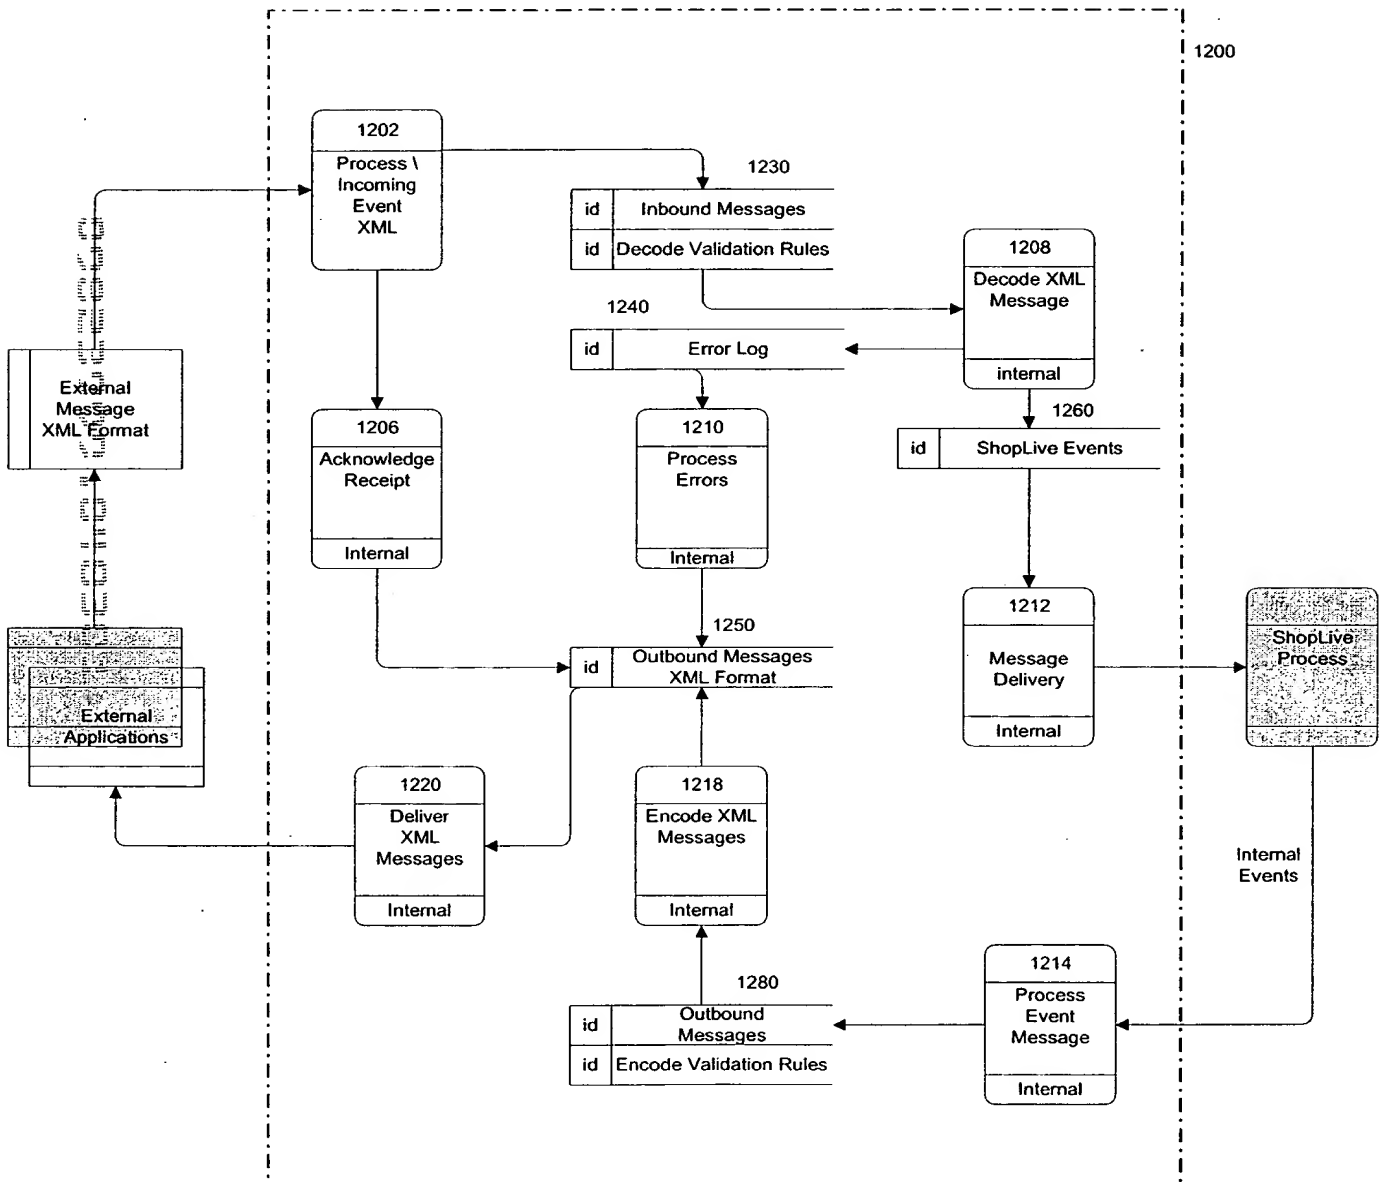 1200
1202
Process \
Incoming
Event
XML
1230
id Inbound Messages
id Decode Validation Rules
1208
Decode XML
Message
internal
1240
id Error Log
External
Message
XML Format
1206
Acknowledge
Receipt
Internal
1210
Process
Errors
Internal
1260
id ShopLive Events
1212
Message
Delivery
Internal
ShopLive
Process
1250
id Outbound Messages
XML Format
External
Applications
1220
Deliver
XML
Messages
Internal
1218
Encode XML
Messages
Internal
Internal
Events
1214
Process
Event
Message
Internal
1280
id Outbound
Messages
id Encode Validation Rules